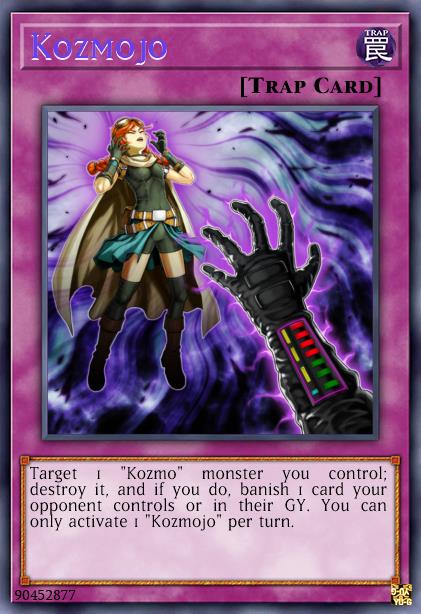 Kozmojo
TRAP
罠
[Trap Card]
Target 1 "Kozmo" monster you control;
destroy it, and if you do, banish 1 card your
opponent controls or in their GY. You can
only activate 1 "Kozmojo" per turn.
90452877